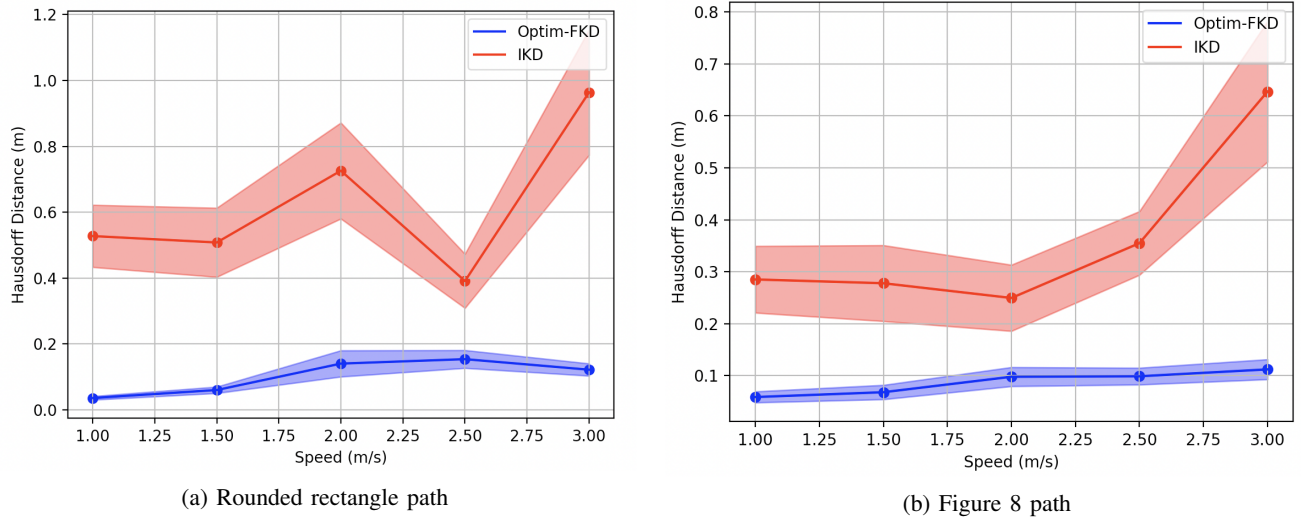 1.2
1.0
0.8
0.6
0.4
0.2
0.0
Hausdorff Distance (m)
Optim-FKD
IKD
1.00 1.25 1.50 1.75 2.00 2.25 2.50 2.75 3.00
Speed (m/s)
(a) Rounded rectangle path
0.8
0.7
0.6
0.5
0.4
0.3
0.2
0.1
Hausdorff Distance (m)
Optim-FKD
IKD
1.00 1.25 1.50 1.75 2.00 2.25 2.50 2.75 3.00
Speed (m/s)
(b) Figure 8 path